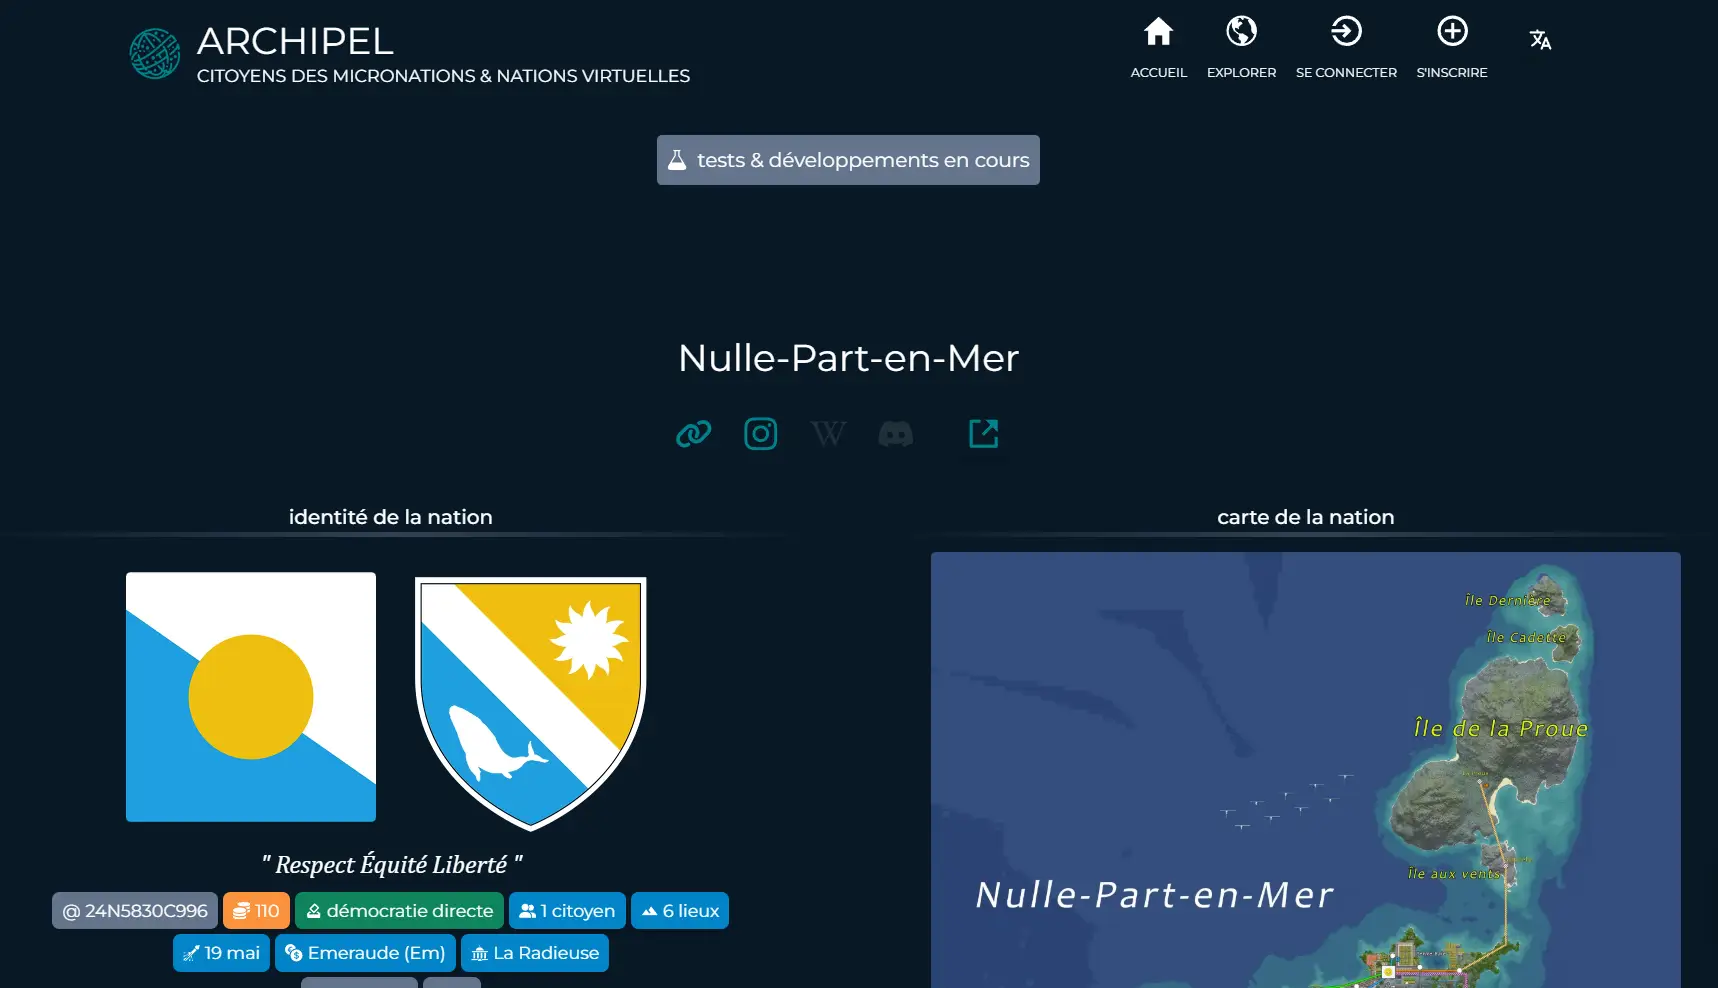 ARCHIPEL
CITOYENS DES MICRONATIONS & NATIONS VIRTUELLES
ACCUEIL
EXPLORER
SE CONNECTER
S'INSCRIRE
tests & développements en cours
Nulle-Part-en-Mer
identité de la nation
" Respect Équité Liberté "
@ 24N5830C996
110
démocratie directe
1 citoyen
6 lieux
19 mai
Emeraude (Em)
La Radieuse
carte de la nation
Île Dernière
Île Cadette
Île de la Proue
Île aux vents
Nulle-Part-en-Mer